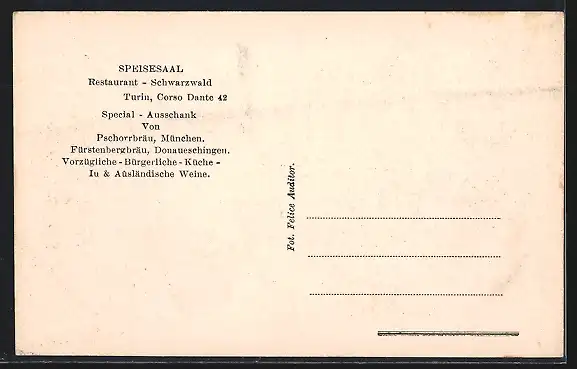 SPEISESAAL
Restaurant - Schwarzwald
Turin, Corso Dante 42
Special - Ausschank
Von
Pschorrbräu, München.
Fürstenbergbräu, Donaueschingen.
Vorzügliche - Bürgerliche - Küche -
Iu & Aüsländische Weine.
Fot. Felice Auditor.